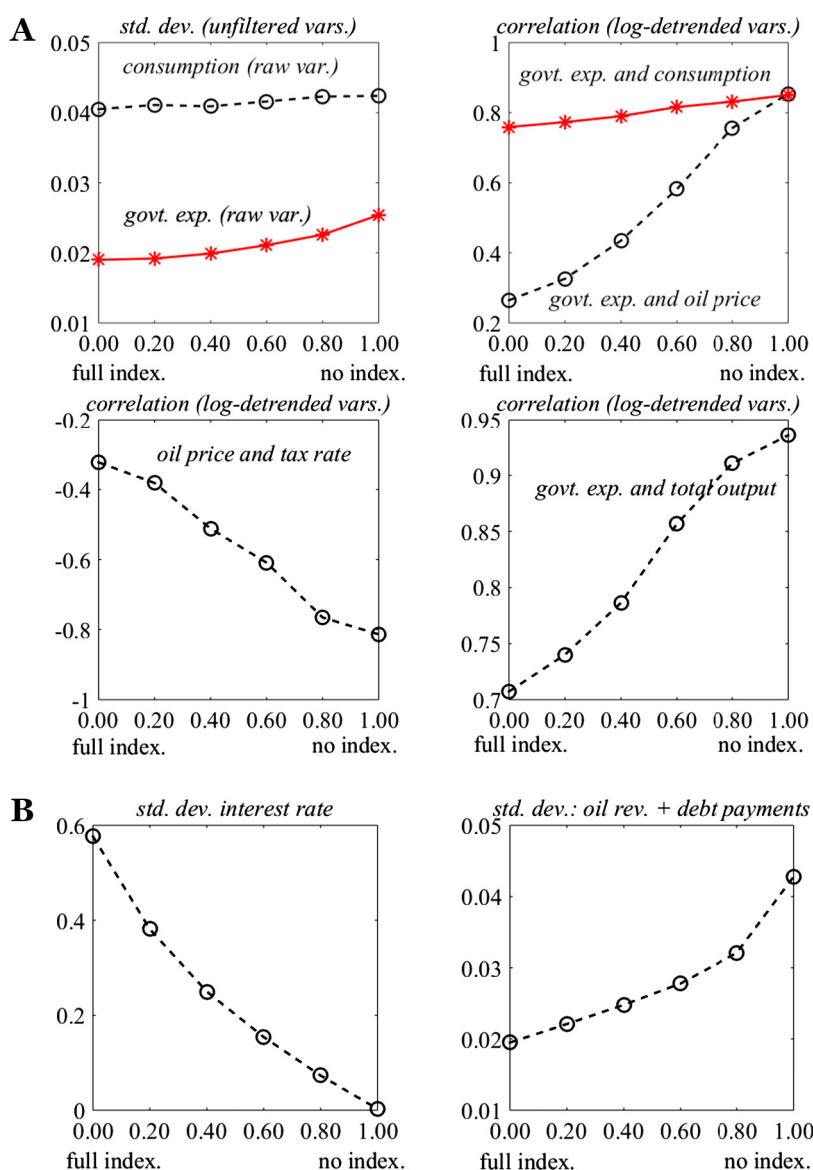 A
std. dev. (unfiltered vars.)
0.05
0.04
0.03
0.02
0.01
consumption (raw var.)
govt. exp. (raw var.)
0.00 0.20 0.40 0.60 0.80 1.00
full index. no index.
correlation (log-detrended vars.)
1
0.8
0.6
0.4
0.2
govt. exp. and consumption
govt. exp. and oil price
0.00 0.20 0.40 0.60 0.80 1.00
full index. no index.
correlation (log-detrended vars.)
-0.2
-0.4
-0.6
-0.8
-1
oil price and tax rate
0.00 0.20 0.40 0.60 0.80 1.00
full index. no index.
correlation (log-detrended vars.)
0.95
0.9
0.85
0.8
0.75
0.7
govt. exp. and total output
0.00 0.20 0.40 0.60 0.80 1.00
full index. no index.
B
std. dev. interest rate
0.6
0.4
0.2
0
0.00 0.20 0.40 0.60 0.80 1.00
full index. no index.
std. dev.: oil rev. + debt payments
0.05
0.04
0.03
0.02
0.01
0.00 0.20 0.40 0.60 0.80 1.00
full index. no index.